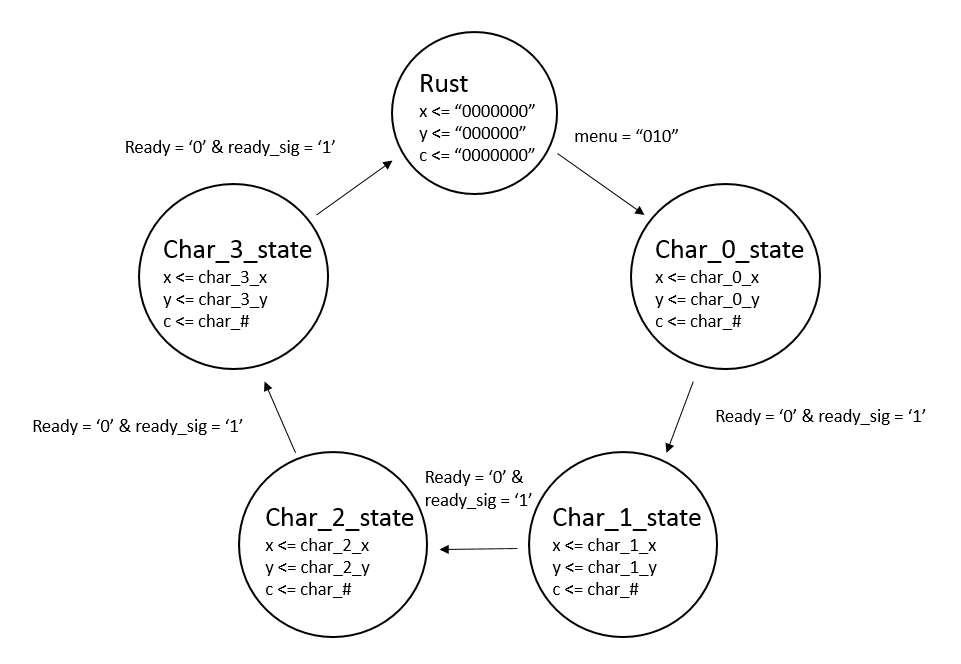 Rust
x <= “0000000”
y <= “000000”
c <= “0000000”
menu = “010”
Ready = ‘0’ & ready_sig = ‘1’
Char_3_state
x <= char_3_x
y <= char_3_y
c <= char_#
Char_0_state
x <= char_0_x
y <= char_0_y
c <= char_#
Ready = ‘0’ & ready_sig = ‘1’
Ready = ‘0’ & ready_sig = ‘1’
Ready = ‘0’ &
ready_sig = ‘1’
Char_2_state
x <= char_2_x
y <= char_2_y
c <= char_#
Char_1_state
x <= char_1_x
y <= char_1_y
c <= char_#